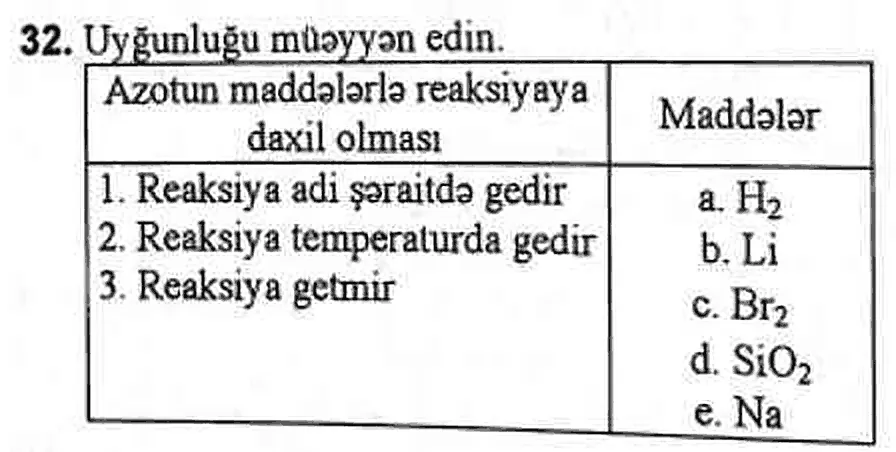 32. Uyğunluğu müəyyən edin.
Azotun maddələrlə reaksiyaya
daxil olması
Maddələr
1. Reaksiya adi şəraitdə gedir
2. Reaksiya temperaturda gedir
3. Reaksiya getmir
a. H₂
b. Li
c. Br₂
d. SiO₂
e. Na